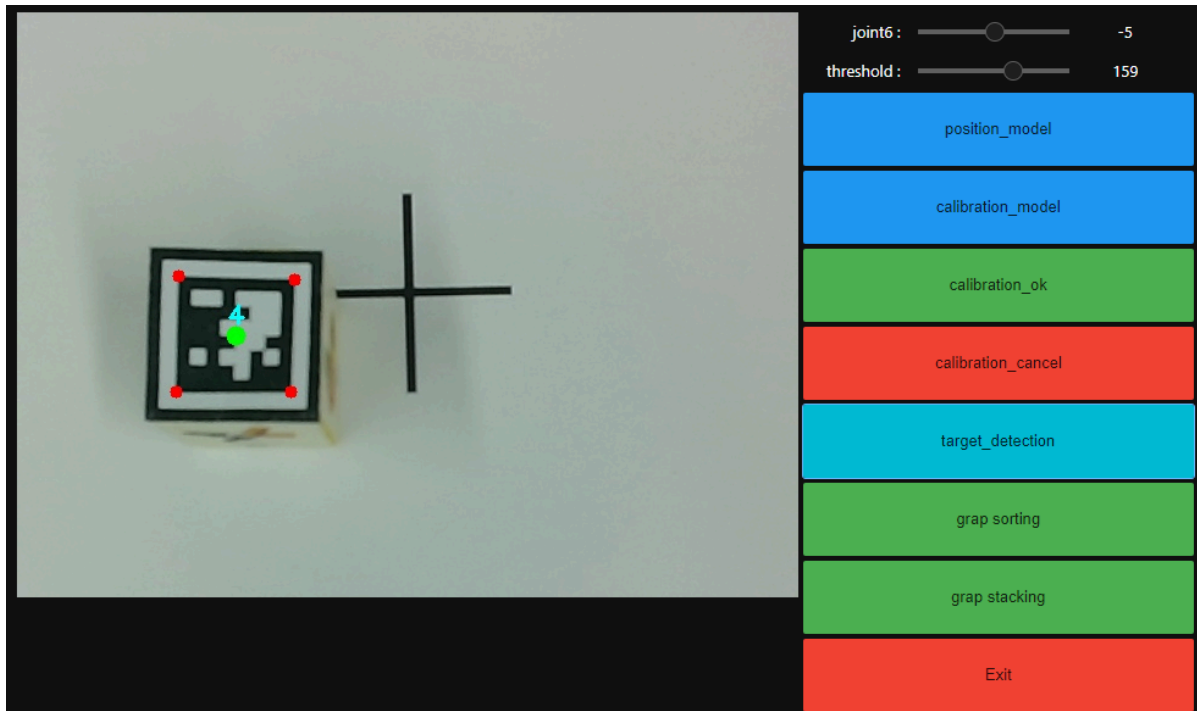 joint6 : -5
threshold : 159
position_model
calibration_model
calibration_ok
calibration_cancel
target_detection
grap sorting
grap stacking
Exit
4